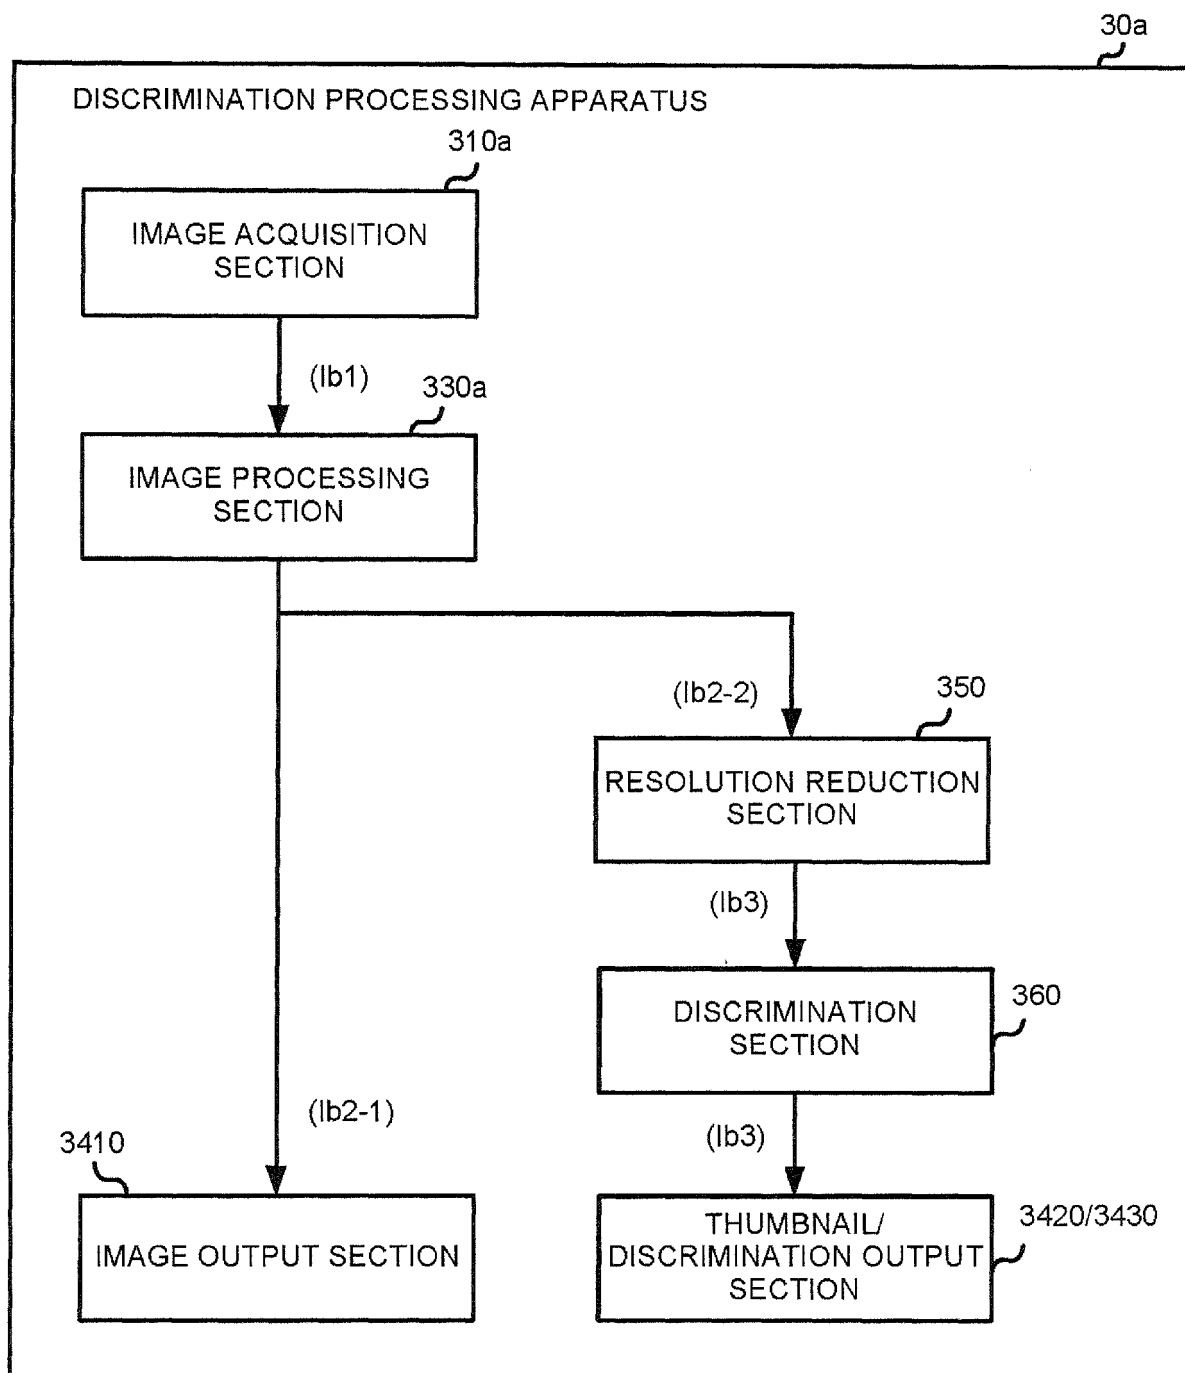 30a
DISCRIMINATION PROCESSING APPARATUS
310a
IMAGE ACQUISITION
SECTION
(Ib1)
330a
IMAGE PROCESSING
SECTION
(Ib2-2)
350
RESOLUTION REDUCTION
SECTION
(Ib3)
360
DISCRIMINATION
SECTION
(Ib2-1)
(Ib3)
3410
IMAGE OUTPUT SECTION
3420/3430
THUMBNAIL/
DISCRIMINATION OUTPUT
SECTION